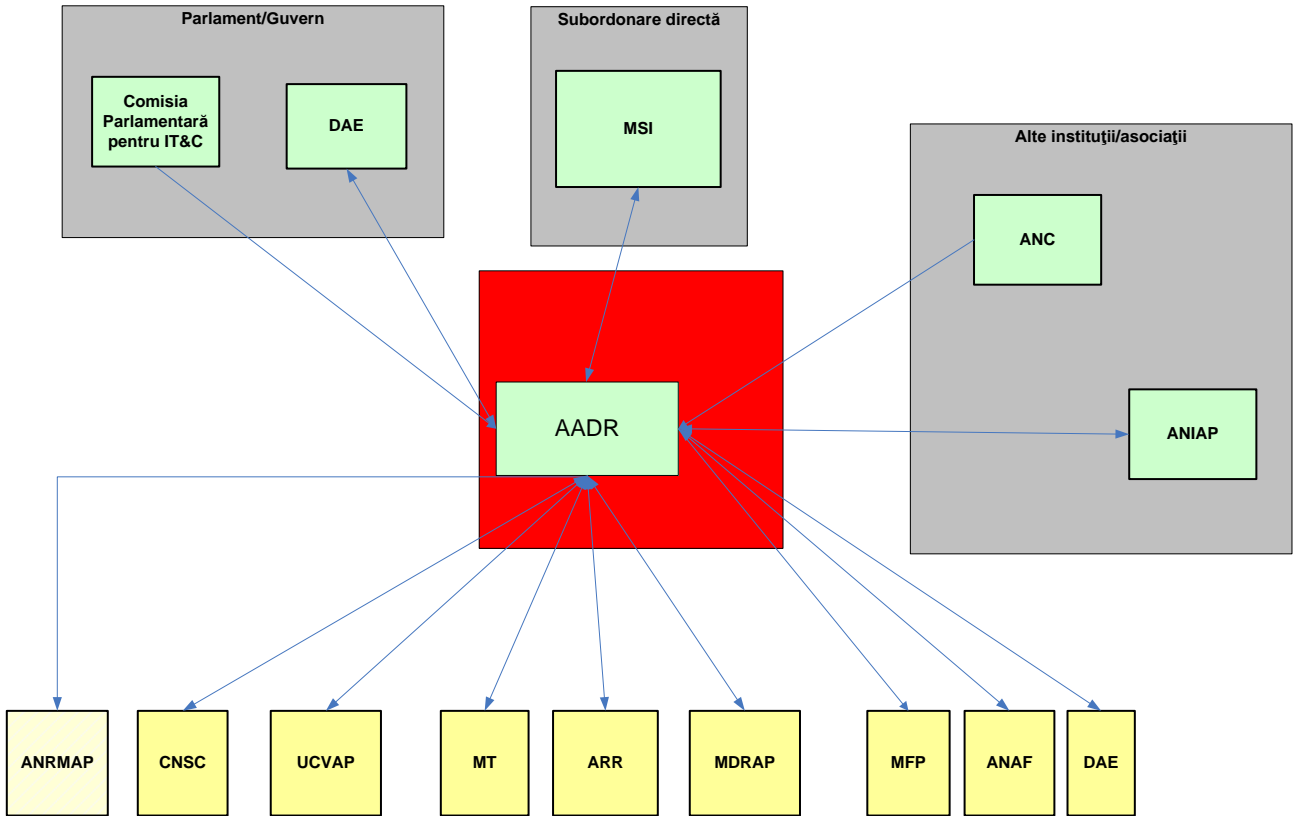 Parlament/Guvern
Comisia
Parlamentară
pentru IT&C
DAE
Subordonare directă
MSI
Alte instituţii/asociaţii
ANC
ANIAP
AADR
ANRMAP
CNSC
UCVAP
MT
ARR
MDRAP
MFP
ANAF
DAE